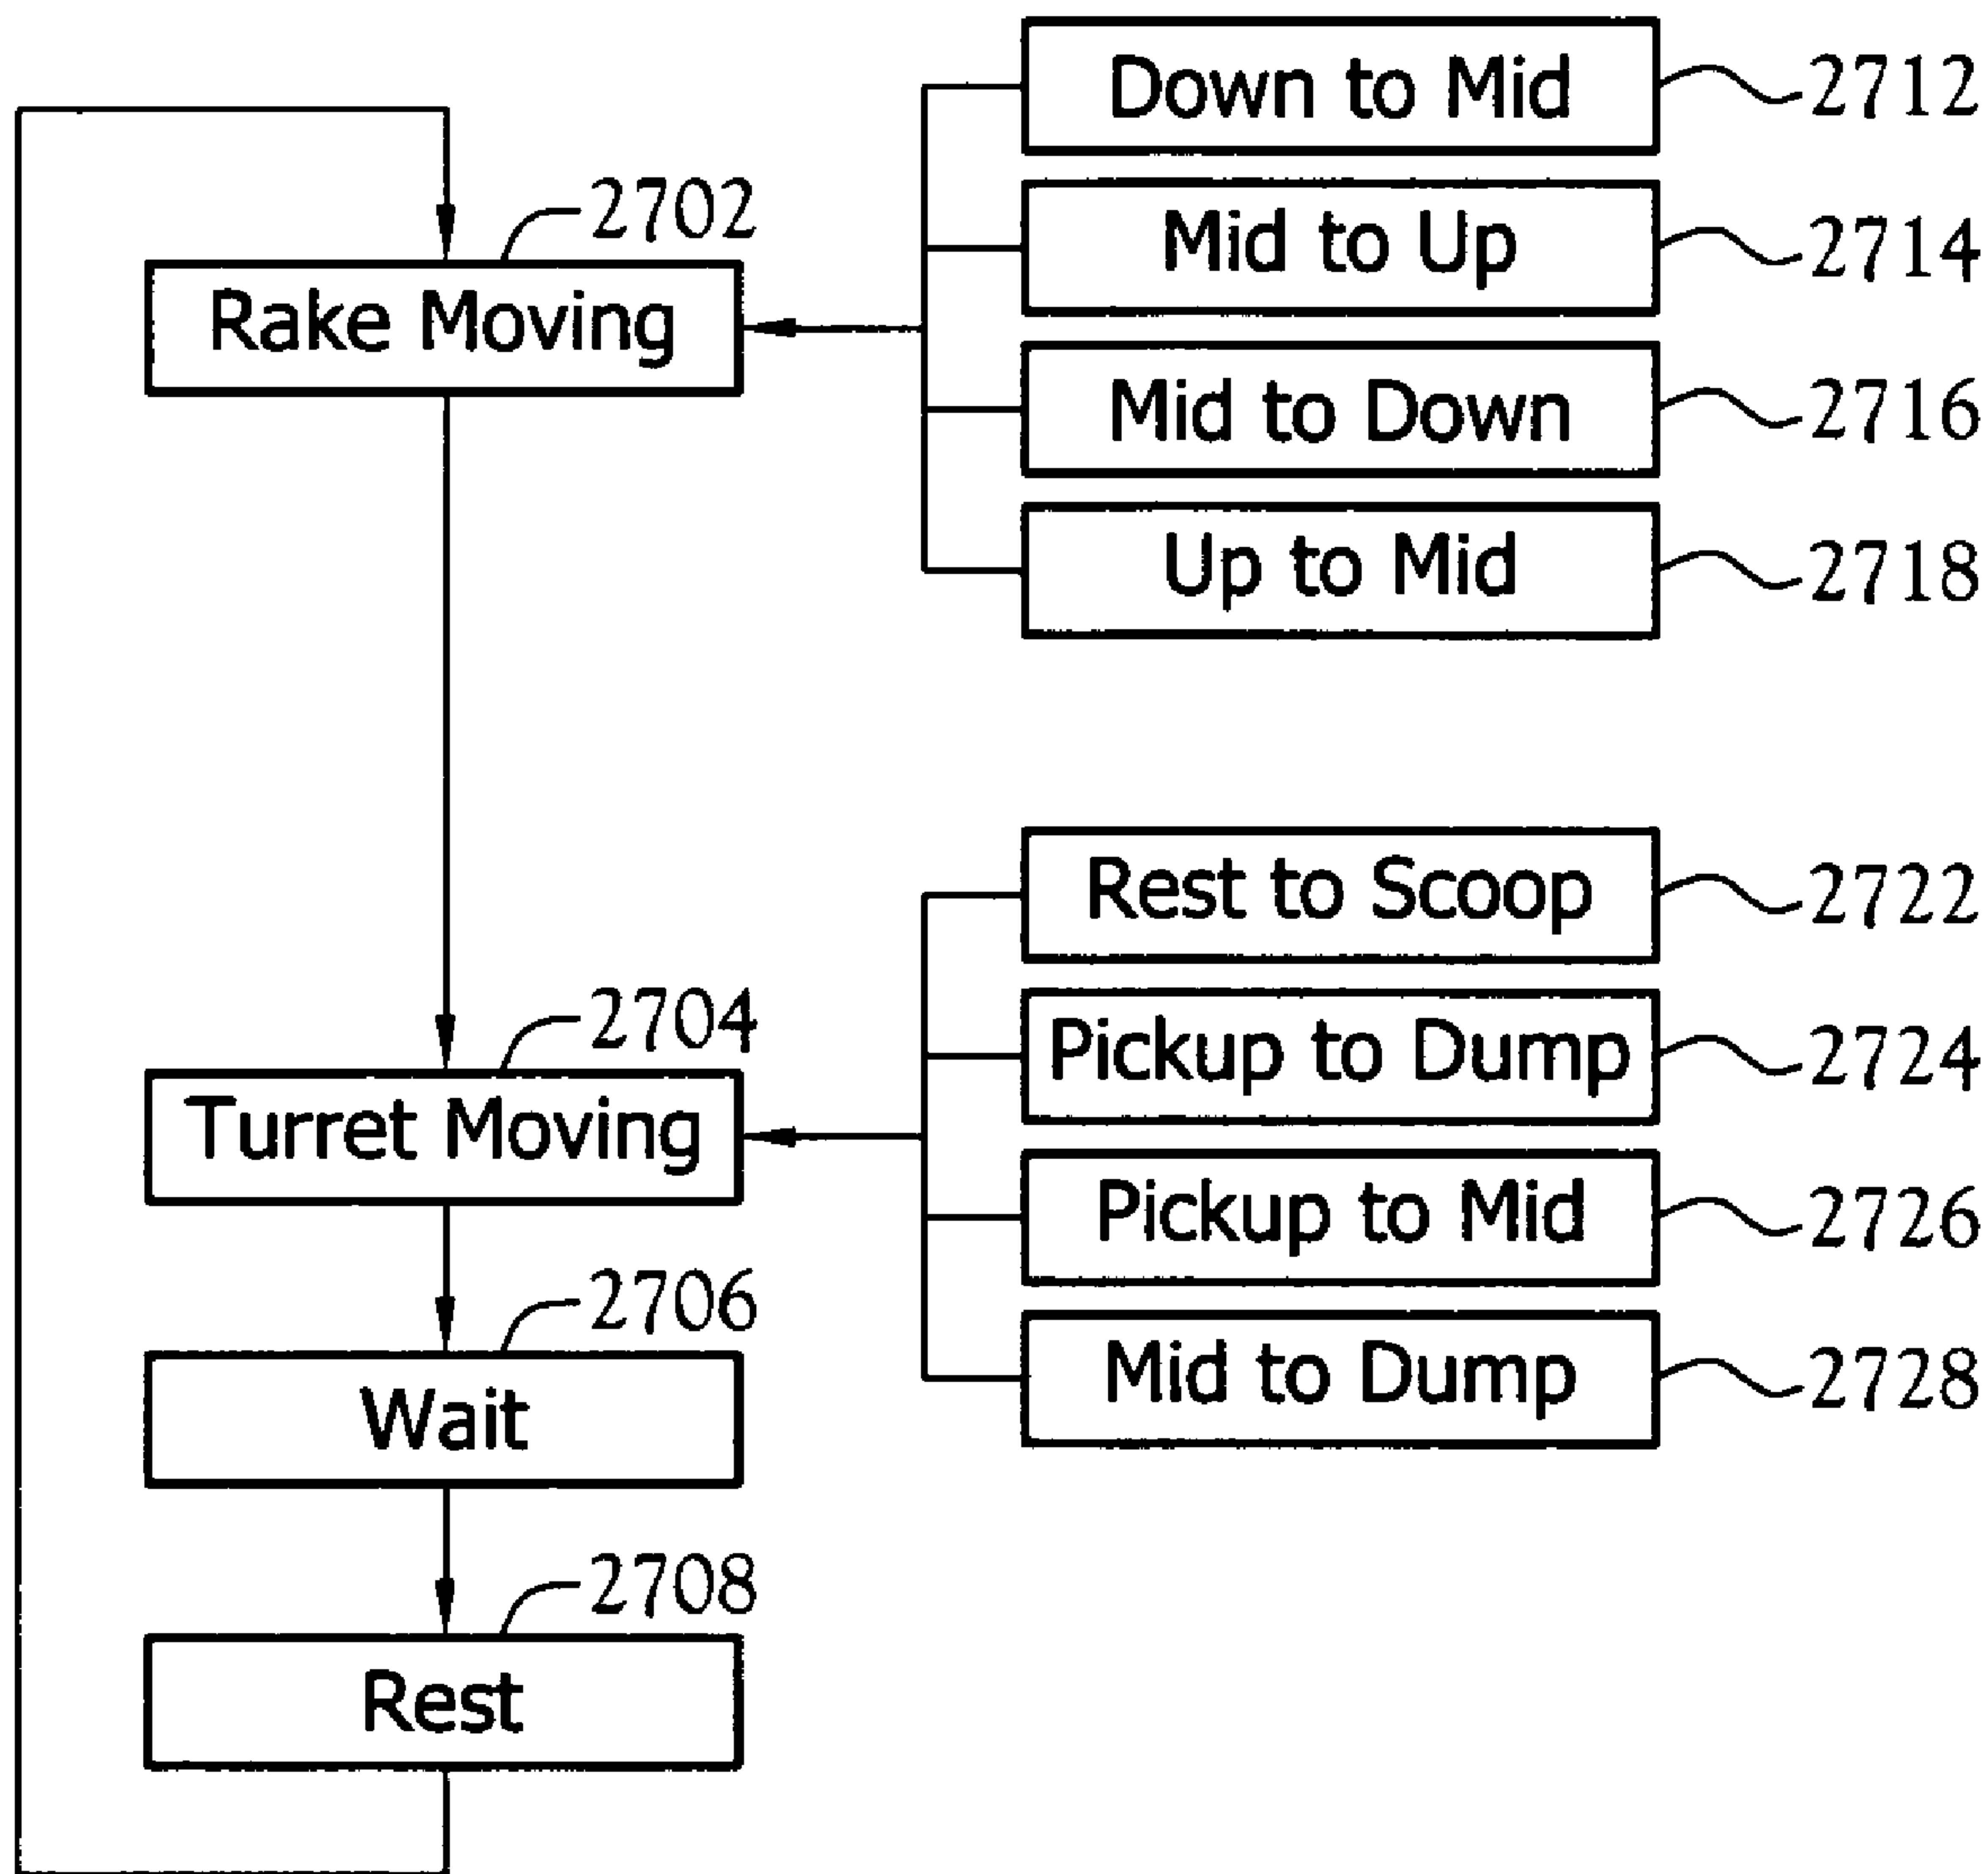 Down to Mid 2712
2702
Mid to Up 2714
Rake Moving
Mid to Down 2716
Up to Mid 2718
Rest to Scoop 2722
2704
Pickup to Dump 2724
Turret Moving
Pickup to Mid 2726
2706
Mid to Dump 2728
Wait
2708
Rest